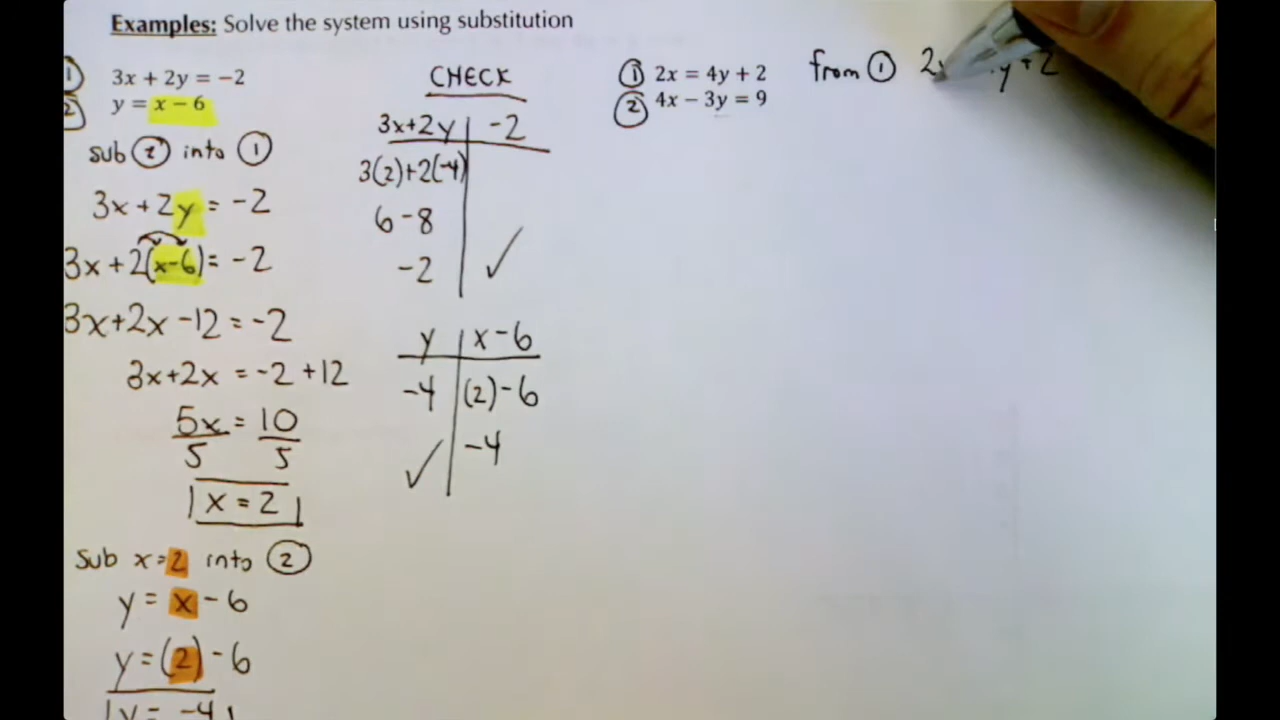 Examples: Solve the system using substitution
① 3x + 2y = −2
② y = x − 6
sub ② into ①
3x + 2y = −2
3x + 2(x−6) = −2
3x+2x −12 = −2
3x+2x = −2 +12
5x = 10
5 5
x = 2
Sub x=2 into ②
y = x − 6
y = (2) − 6
y = −4
CHECK
3x+2y | −2
3(2)+2(−4)
6 −8
−2 ✓
y | x − 6
−4 | (2) − 6
✓ −4
① 2x = 4y + 2
② 4x − 3y = 9
from ① 2x y + 2